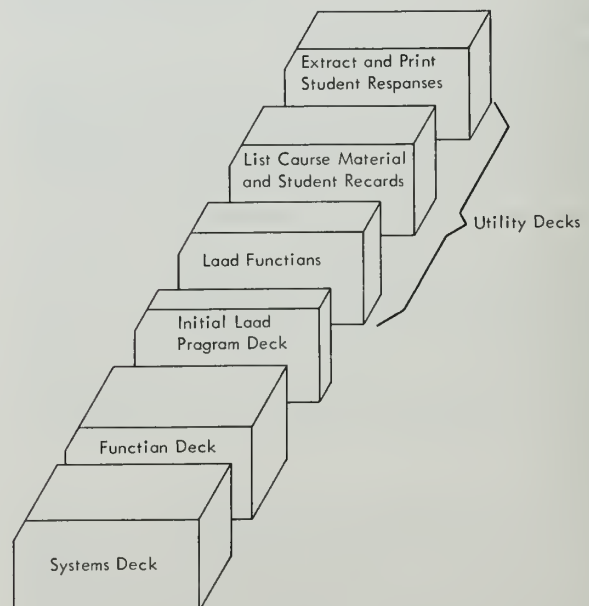 Extract and Print
Student Respanses
List Caurse Material
and Student Recards
Utility Decks
Laad Functians
Initial Laad
Pragram Deck
Functian Deck
Systems Deck